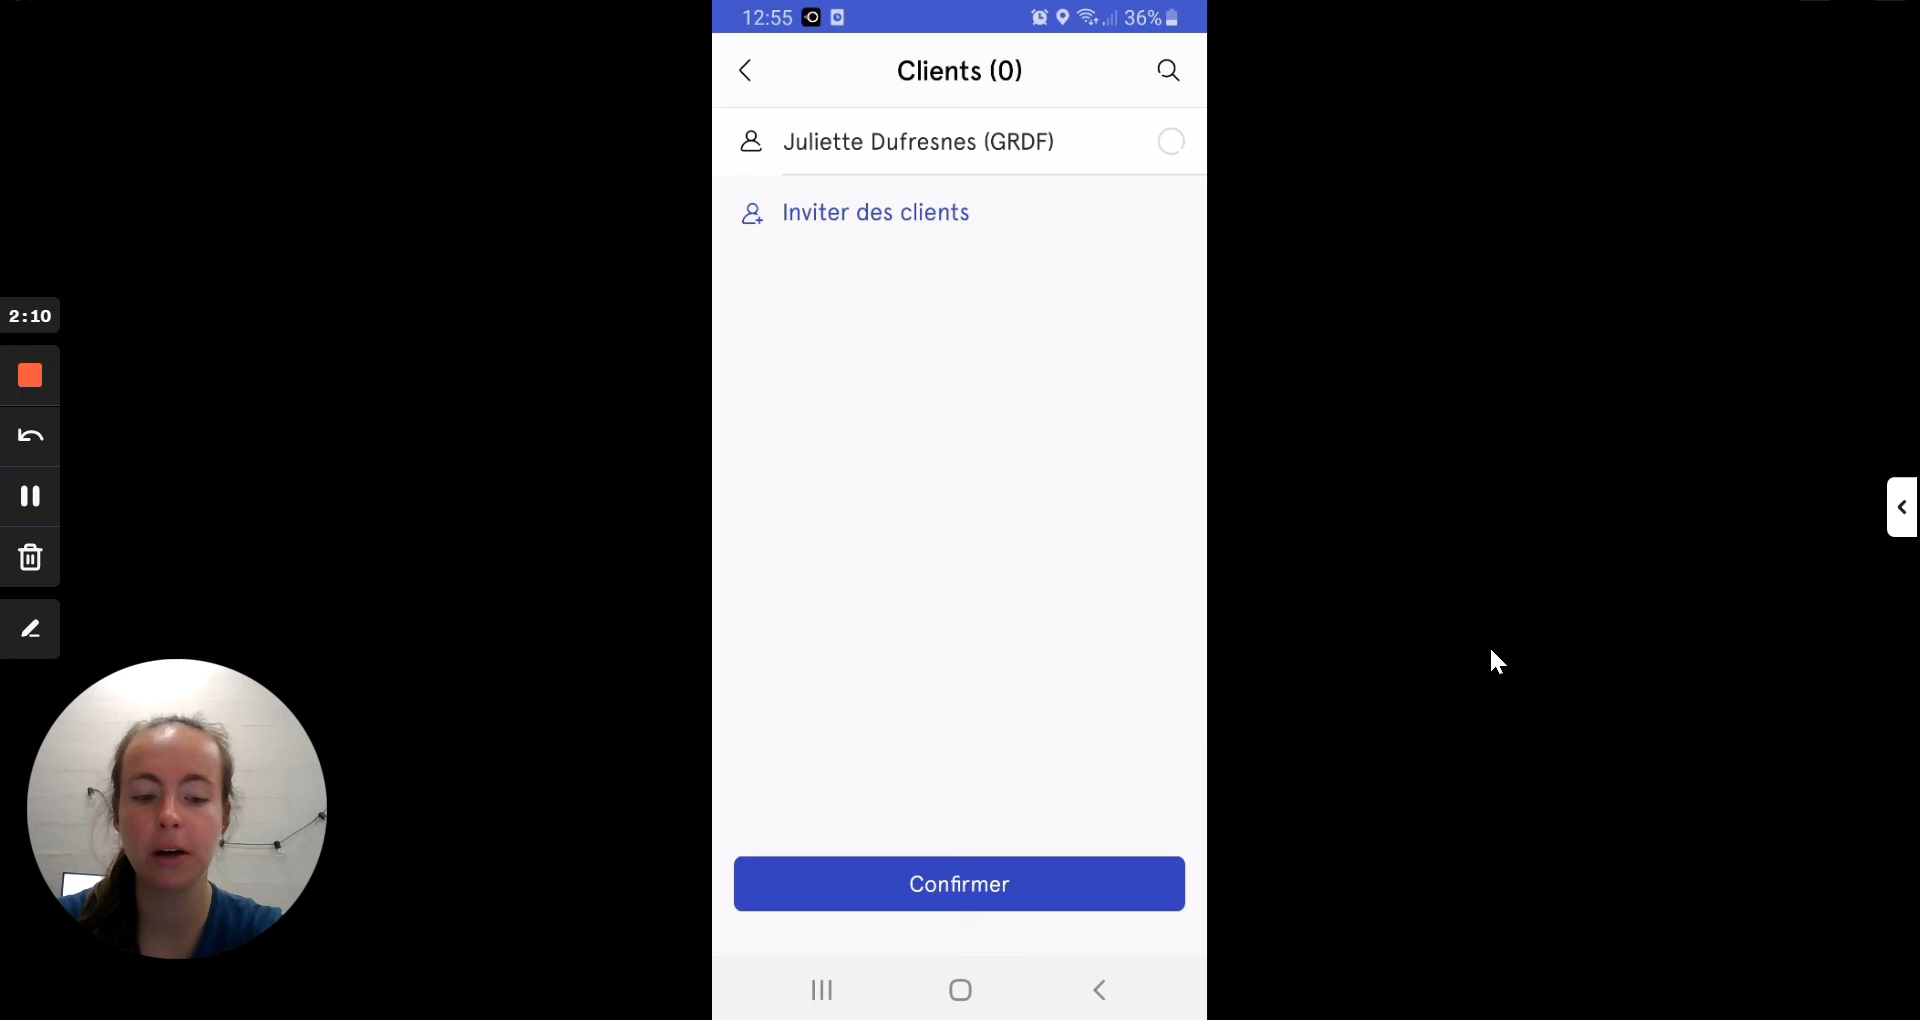 12:55
36%
Clients (0)
Juliette Dufresnes (GRDF)
Inviter des clients
2:10
Confirmer